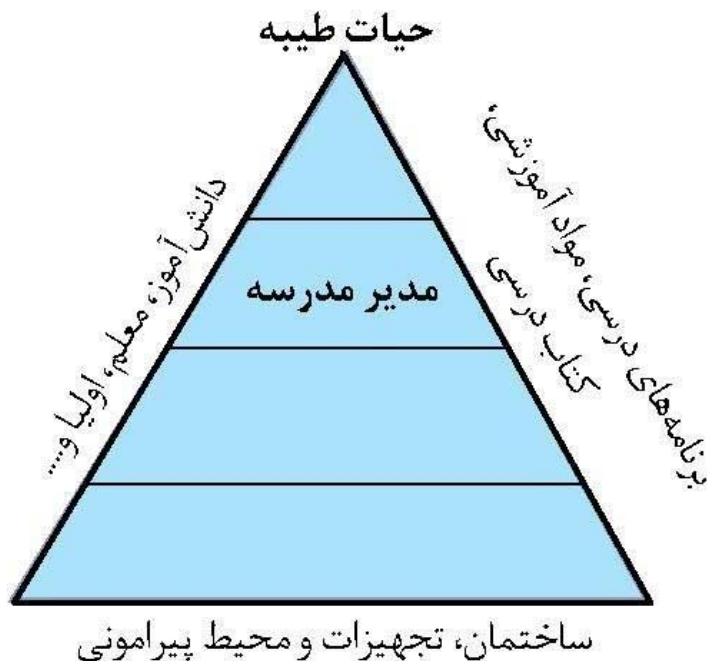 حیات طیبه
برنامه‌های درسی، مواد آموزشی،
کتاب درسی
دانش‌آموز، معلم، اولیا و....
مدیر مدرسه
ساختمان، تجهیزات و محیط پیرامونی